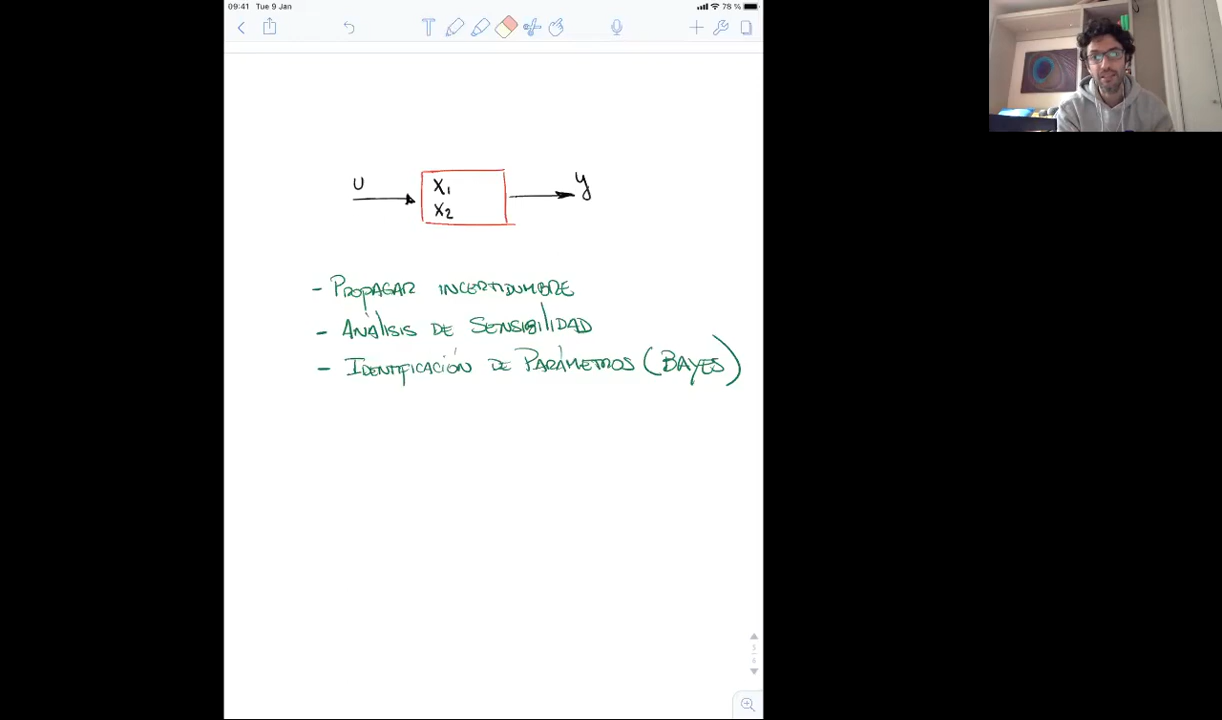 09:41 Tue 9 Jan 78 %
T
U
X1
X2
y
- PROPAGAR INCERTIDUMBRE
- ANÁLISIS DE SENSIBILIDAD
- IDENTIFICACIÓN DE PARÁMETROS (BAYES)